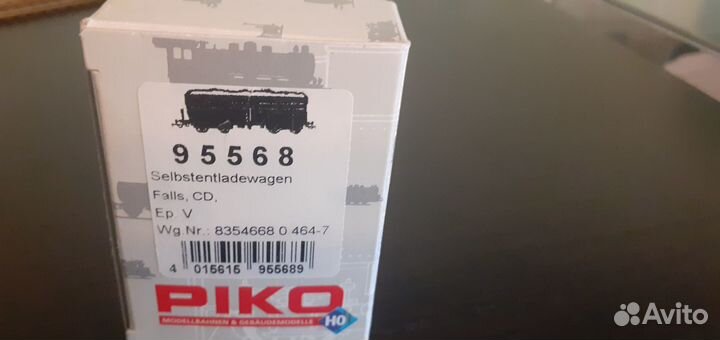 95568
Selbstentladewagen
Falls, CD,
Ep. V
Wg.Nr.: 8354668 0 464-7
4 015615 955689
PIKO
MODELLBAHNEN & GEBÄUDEMODELLE
HO
Avito